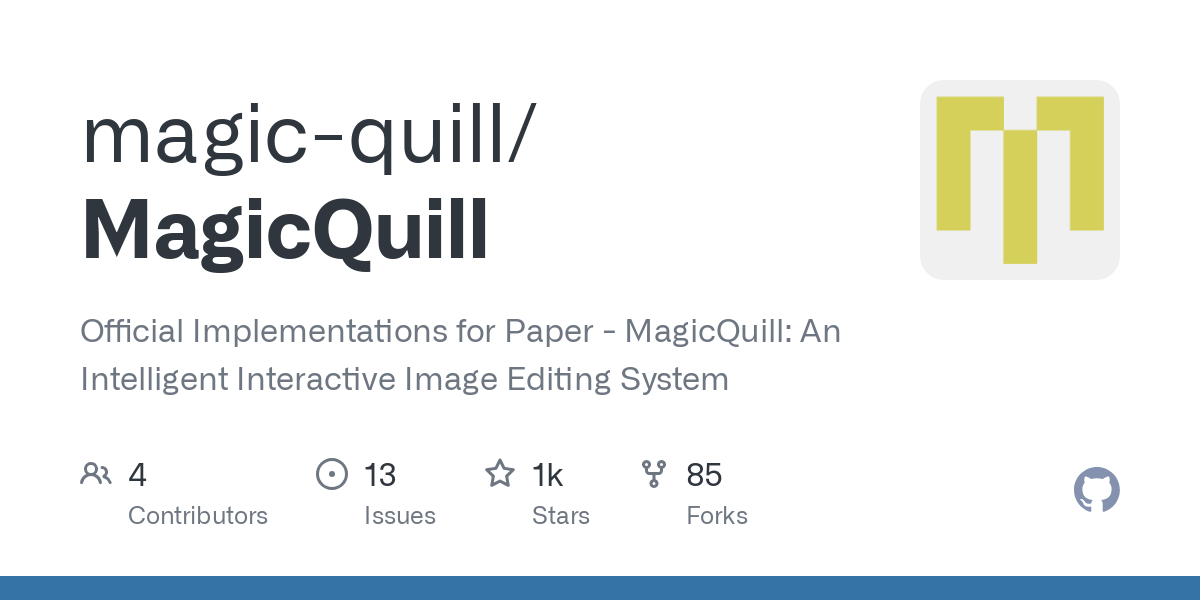 magic-quill/
MagicQuill
Official Implementations for Paper - MagicQuill: An
Intelligent Interactive Image Editing System
4
Contributors
13
Issues
1k
Stars
85
Forks